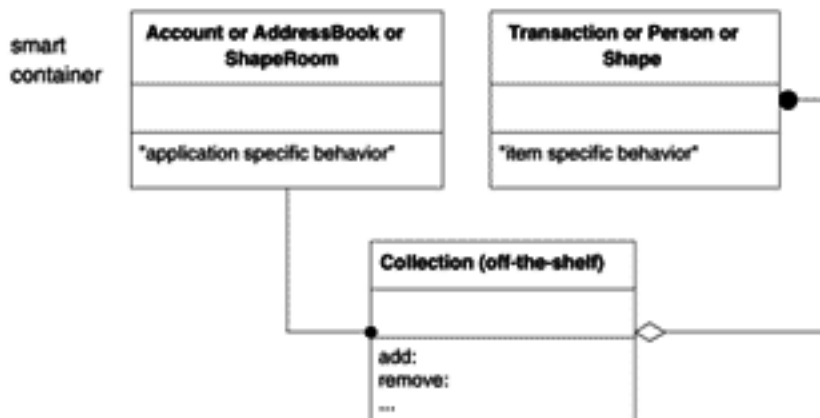 smart
container
Account or AddressBook or
ShapeRoom
"application specific behavior"
Transaction or Person or
Shape
"item specific behavior"
Collection (off-the-shelf)
add:
remove:
...